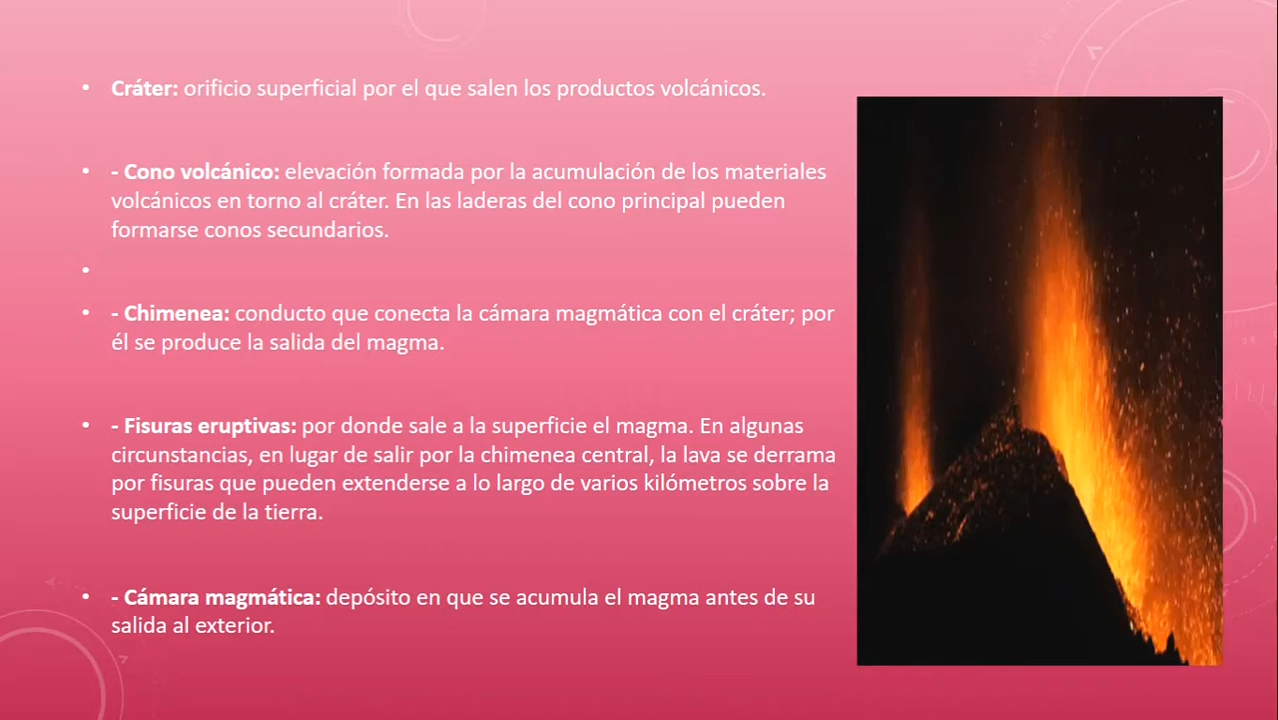 • Cráter: orificio superficial por el que salen los productos volcánicos.
• - Cono volcánico: elevación formada por la acumulación de los materiales
volcánicos en torno al cráter. En las laderas del cono principal pueden
formarse conos secundarios.
•
• - Chimenea: conducto que conecta la cámara magmática con el cráter; por
él se produce la salida del magma.
• - Fisuras eruptivas: por donde sale a la superficie el magma. En algunas
circunstancias, en lugar de salir por la chimenea central, la lava se derrama
por fisuras que pueden extenderse a lo largo de varios kilómetros sobre la
superficie de la tierra.
• - Cámara magmática: depósito en que se acumula el magma antes de su
salida al exterior.